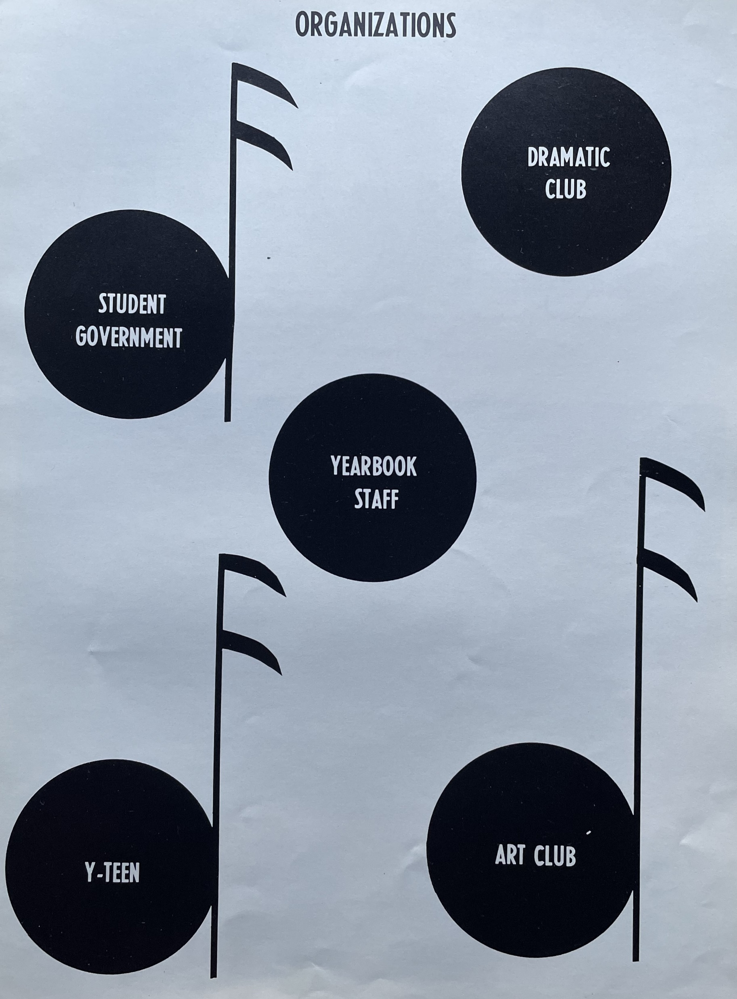 ORGANIZATIONS
DRAMATIC
CLUB
STUDENT
GOVERNMENT
YEARBOOK
STAFF
Y-TEEN
ART CLUB